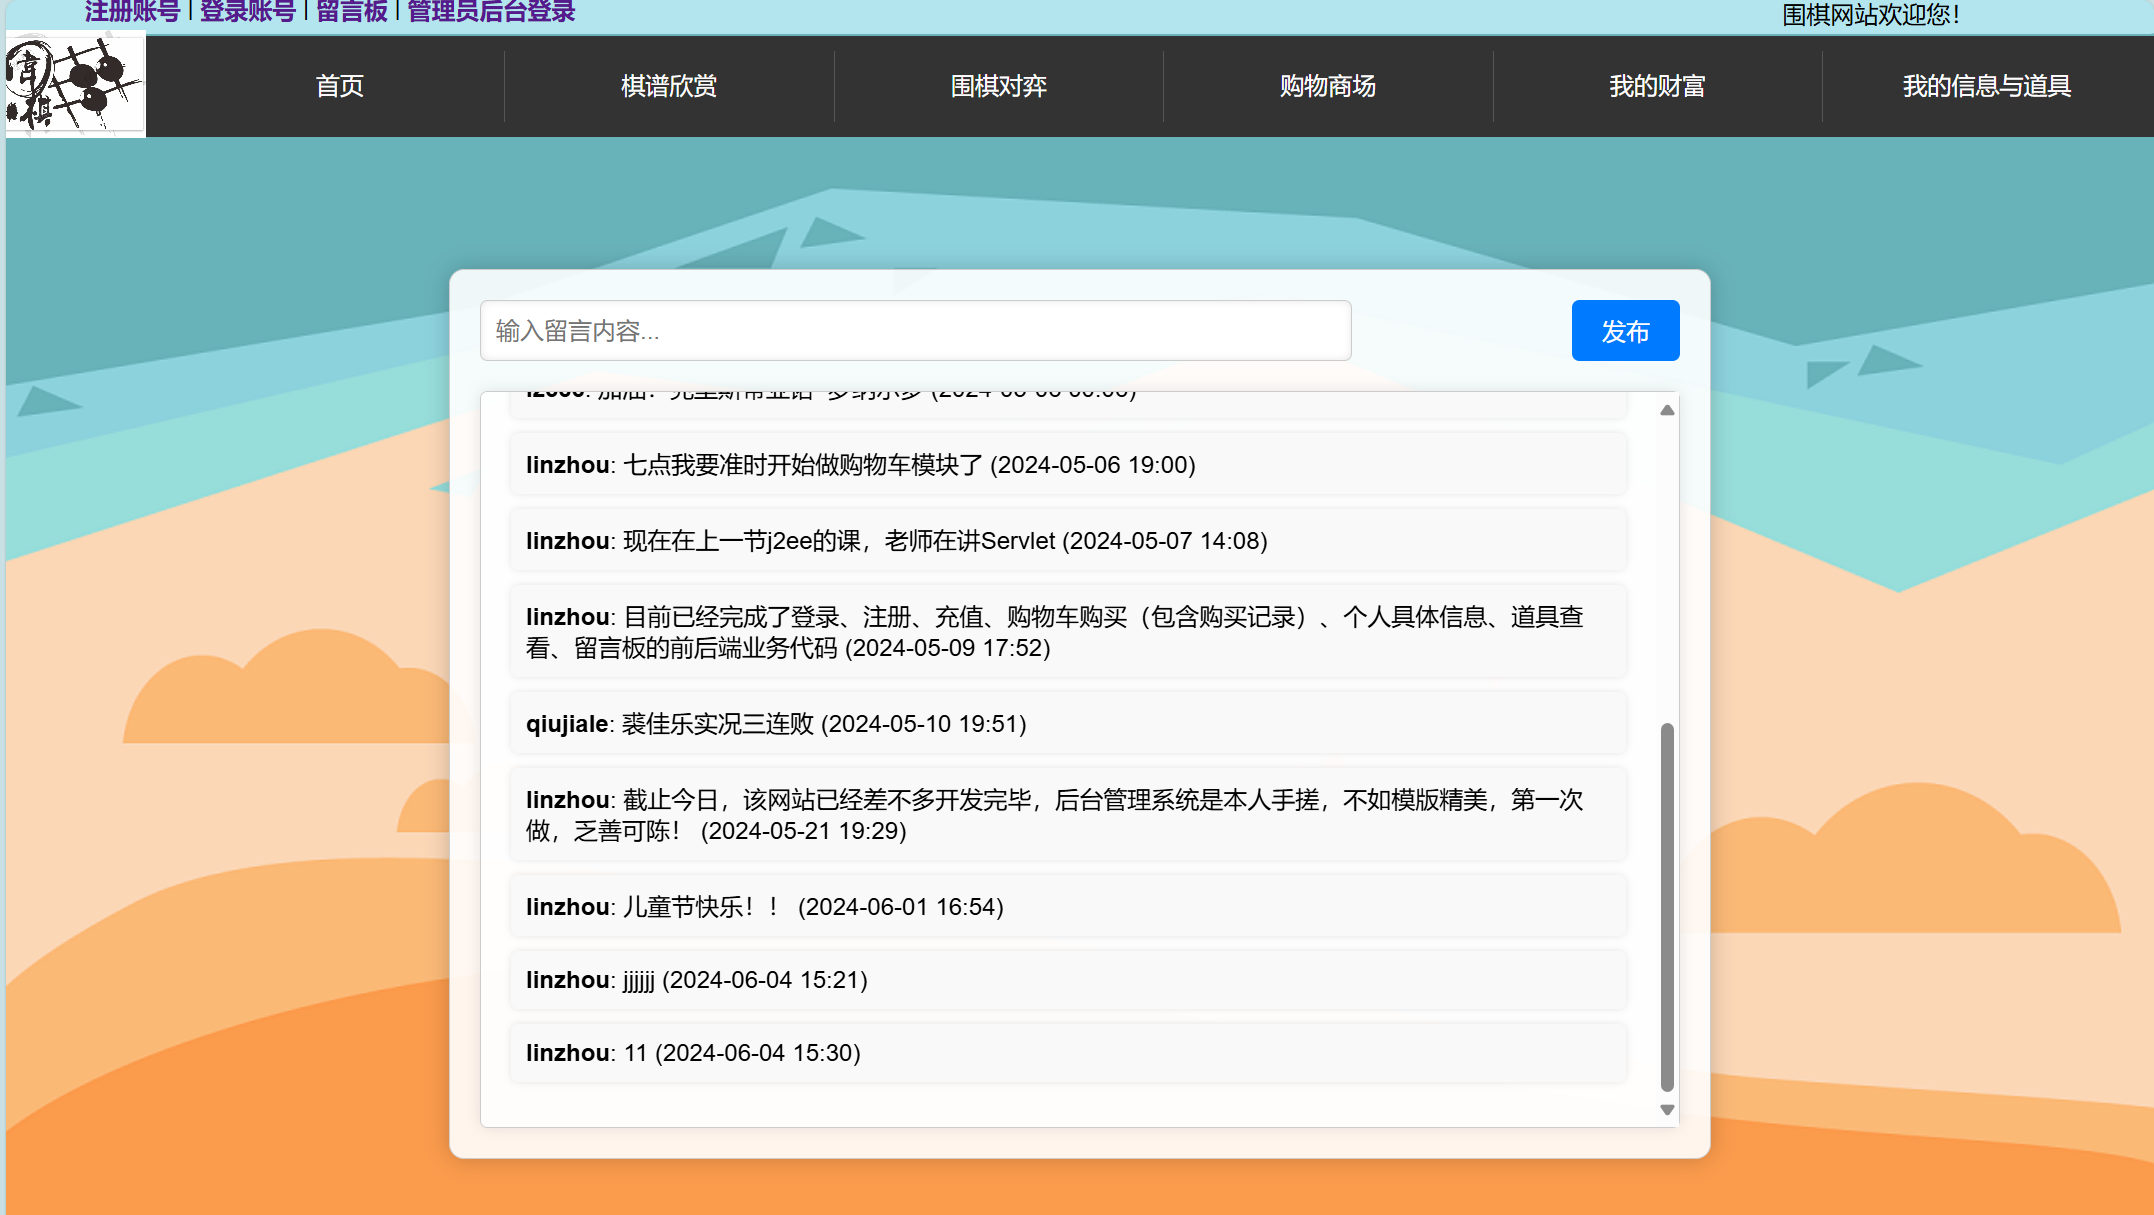 注册账号 | 登录账号 | 留言板 | 管理员后台登录
围棋网站欢迎您！
围棋
首页
棋谱欣赏
围棋对弈
购物商场
我的财富
我的信息与道具
输入留言内容...
发布
linzhou: 七点我要准时开始做购物车模块了 (2024-05-06 19:00)
linzhou: 现在在上一节j2ee的课，老师在讲Servlet (2024-05-07 14:08)
linzhou: 目前已经完成了登录、注册、充值、购物车购买（包含购买记录）、个人具体信息、道具查
看、留言板的前后端业务代码 (2024-05-09 17:52)
qiujiale: 裘佳乐实况三连败 (2024-05-10 19:51)
linzhou: 截止今日，该网站已经差不多开发完毕，后台管理系统是本人手搓，不如模版精美，第一次
做，乏善可陈！ (2024-05-21 19:29)
linzhou: 儿童节快乐！！ (2024-06-01 16:54)
linzhou: jjjjjj (2024-06-04 15:21)
linzhou: 11 (2024-06-04 15:30)